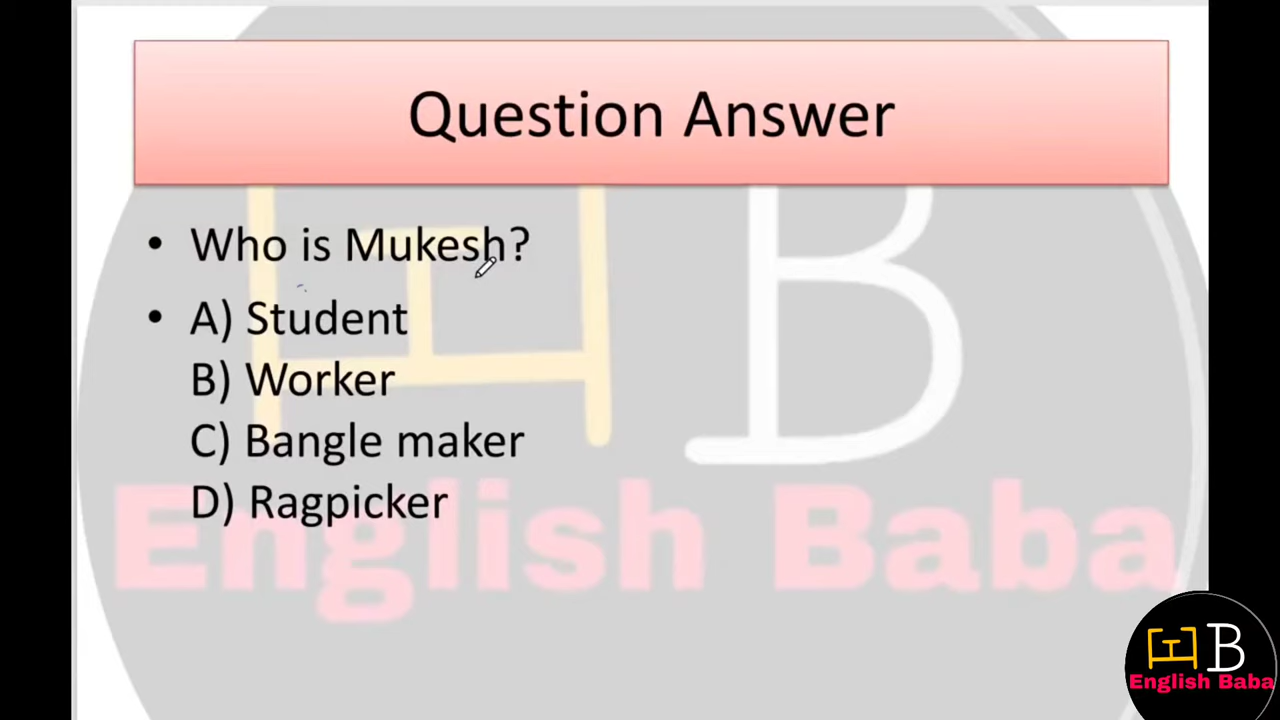 Question Answer
• Who is Mukesh?
• A) Student
B) Worker
C) Bangle maker
D) Ragpicker
English Baba
B
English Baba